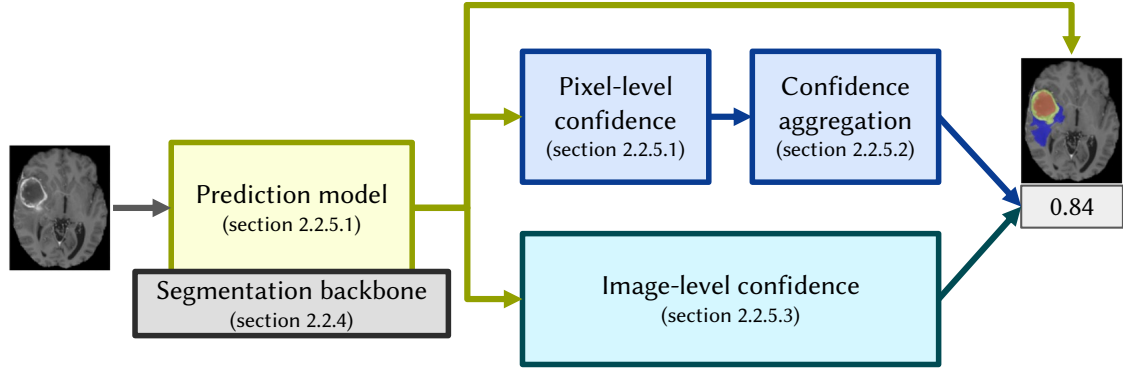 Prediction model
(section 2.2.5.1)
Segmentation backbone
(section 2.2.4)
Pixel-level
confidence
(section 2.2.5.1)
Confidence
aggregation
(section 2.2.5.2)
Image-level confidence
(section 2.2.5.3)
0.84